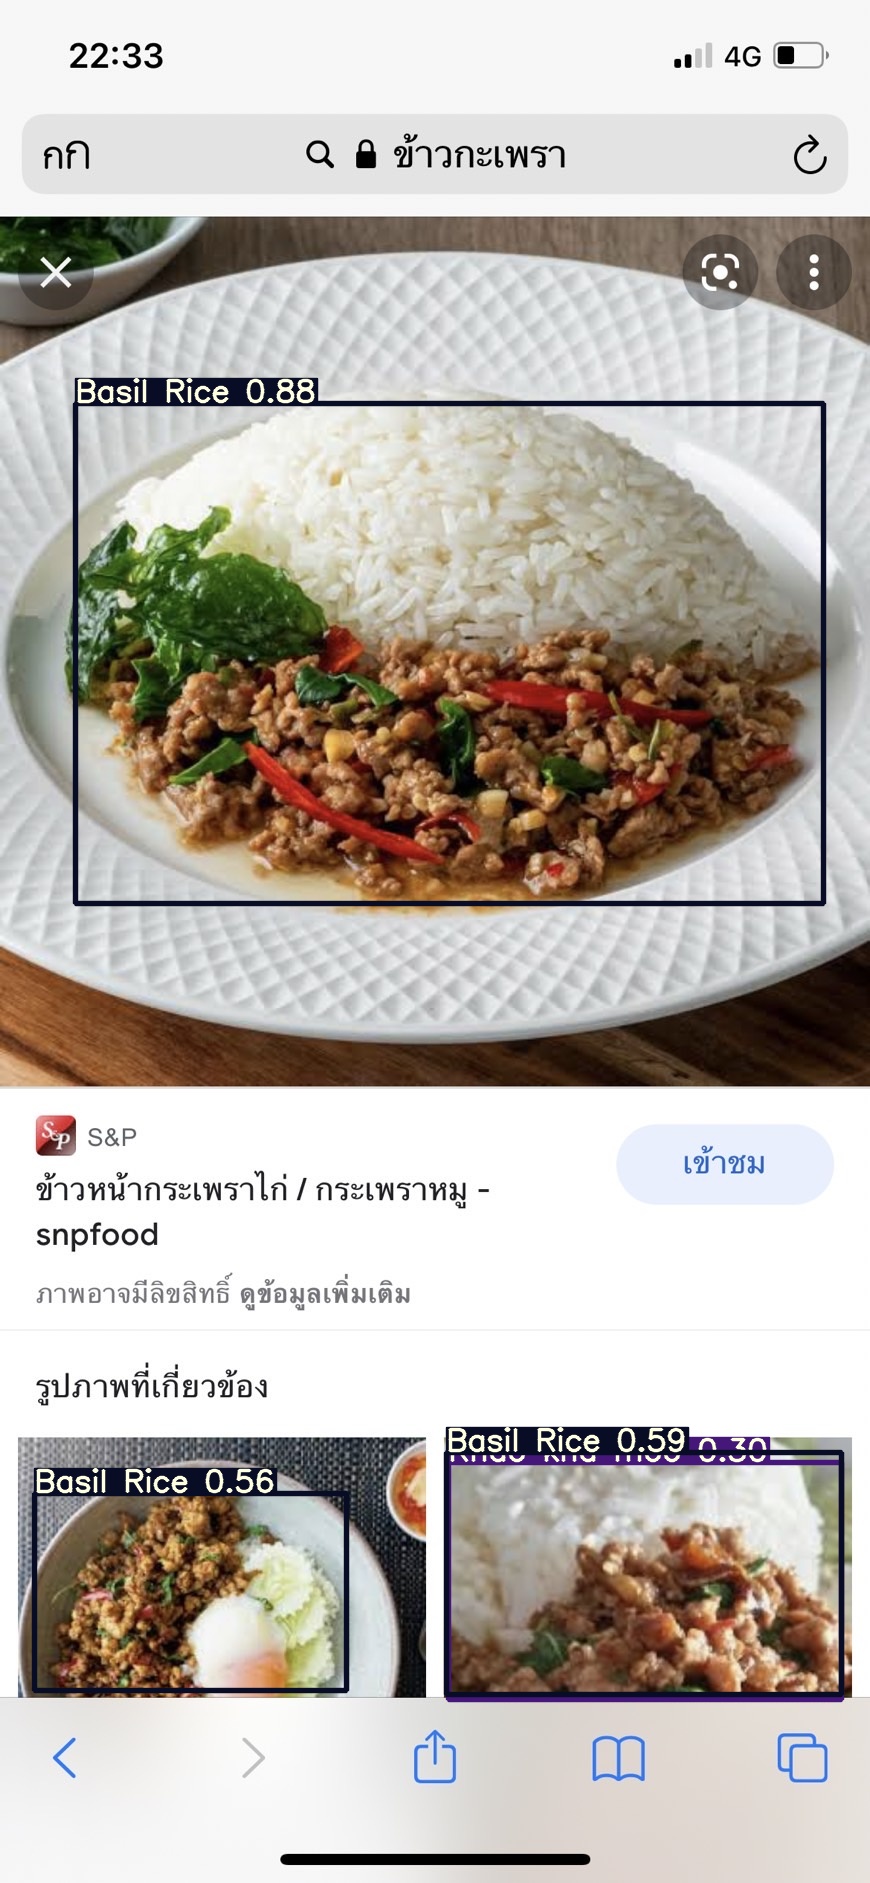 22:33
4G
กก
ข้าวกะเพรา
Basil Rice 0.88
S&P
S&P
ข้าวหน้ากระเพราไก่ / กระเพราหมู -
snpfood
เข้าชม
ภาพอาจมีลิขสิทธิ์ ดูข้อมูลเพิ่มเติม
รูปภาพที่เกี่ยวข้อง
Basil Rice 0.59
0.30
Basil Rice 0.56